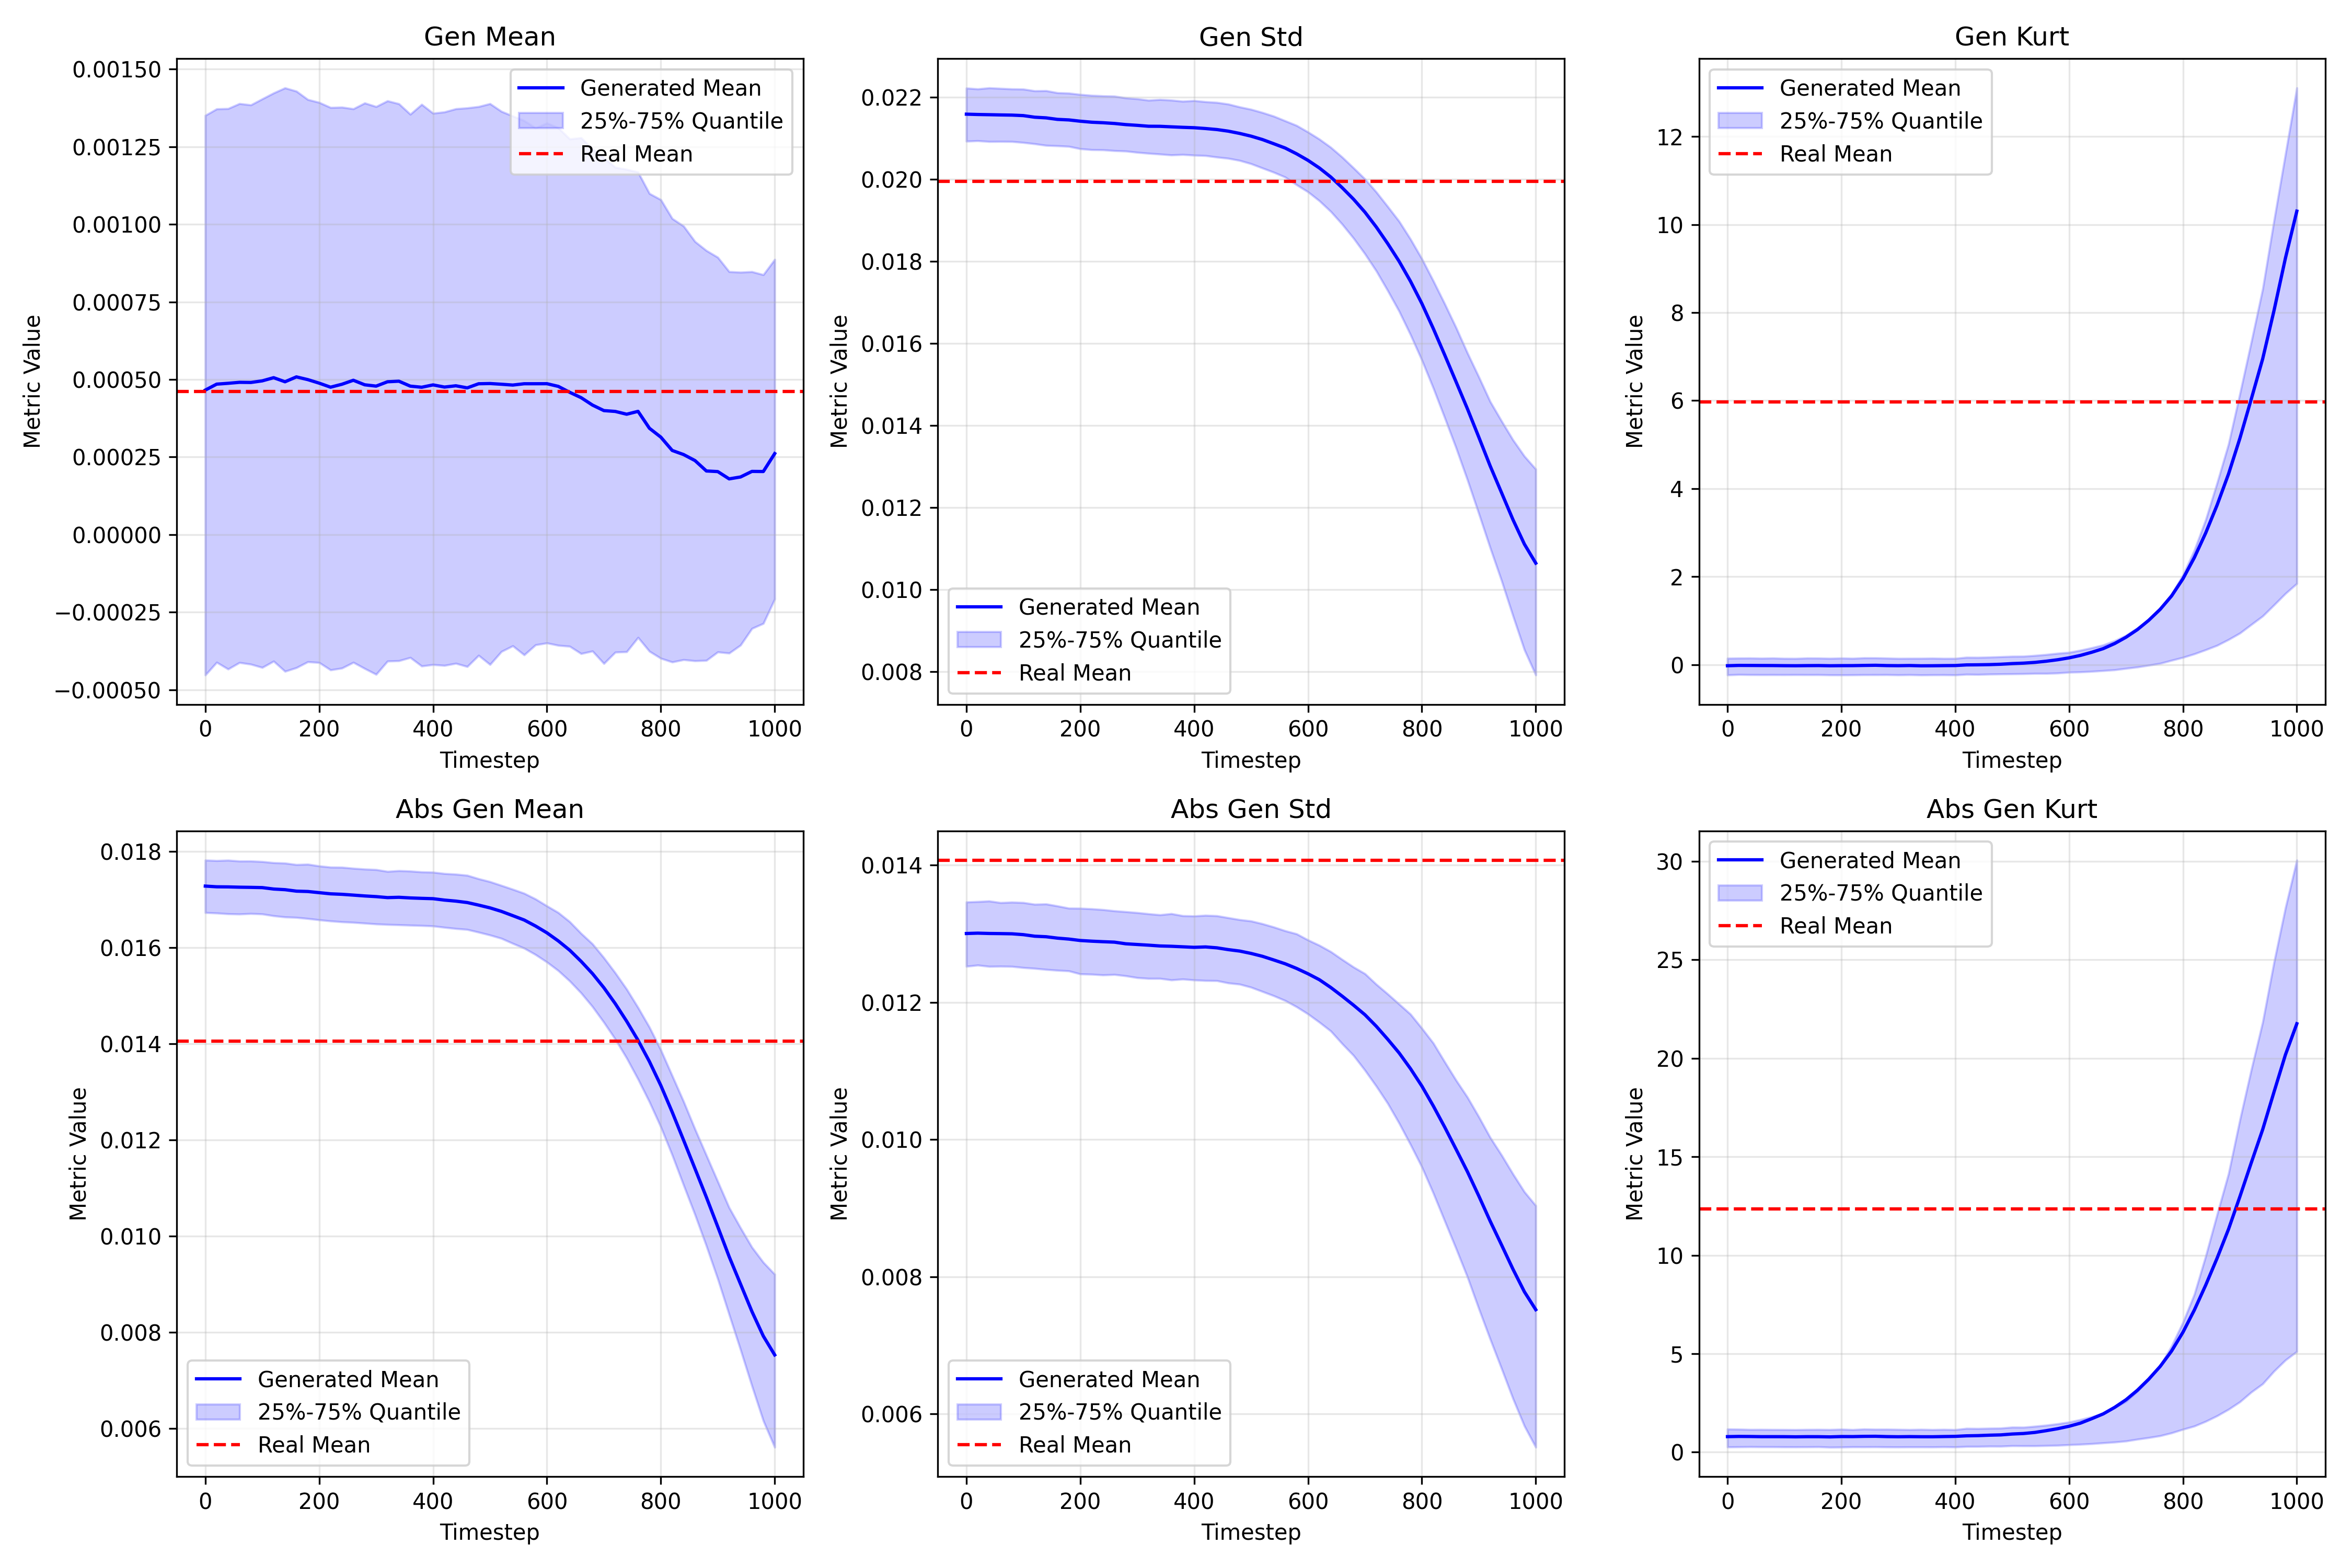 Gen Mean
Metric Value
0.00150
0.00125
0.00100
0.00075
0.00050
0.00025
0.00000
−0.00025
−0.00050
Generated Mean
25%-75% Quantile
Real Mean
0 200 400 600 800 1000
Timestep
Gen Std
Metric Value
0.022
0.020
0.018
0.016
0.014
0.012
0.010
0.008
Generated Mean
25%-75% Quantile
Real Mean
0 200 400 600 800 1000
Timestep
Gen Kurt
Metric Value
12
10
8
6
4
2
0
Generated Mean
25%-75% Quantile
Real Mean
0 200 400 600 800 1000
Timestep
Abs Gen Mean
Metric Value
0.018
0.016
0.014
0.012
0.010
0.008
0.006
Generated Mean
25%-75% Quantile
Real Mean
0 200 400 600 800 1000
Timestep
Abs Gen Std
Metric Value
0.014
0.012
0.010
0.008
0.006
Generated Mean
25%-75% Quantile
Real Mean
0 200 400 600 800 1000
Timestep
Abs Gen Kurt
Metric Value
30
25
20
15
10
5
0
Generated Mean
25%-75% Quantile
Real Mean
0 200 400 600 800 1000
Timestep